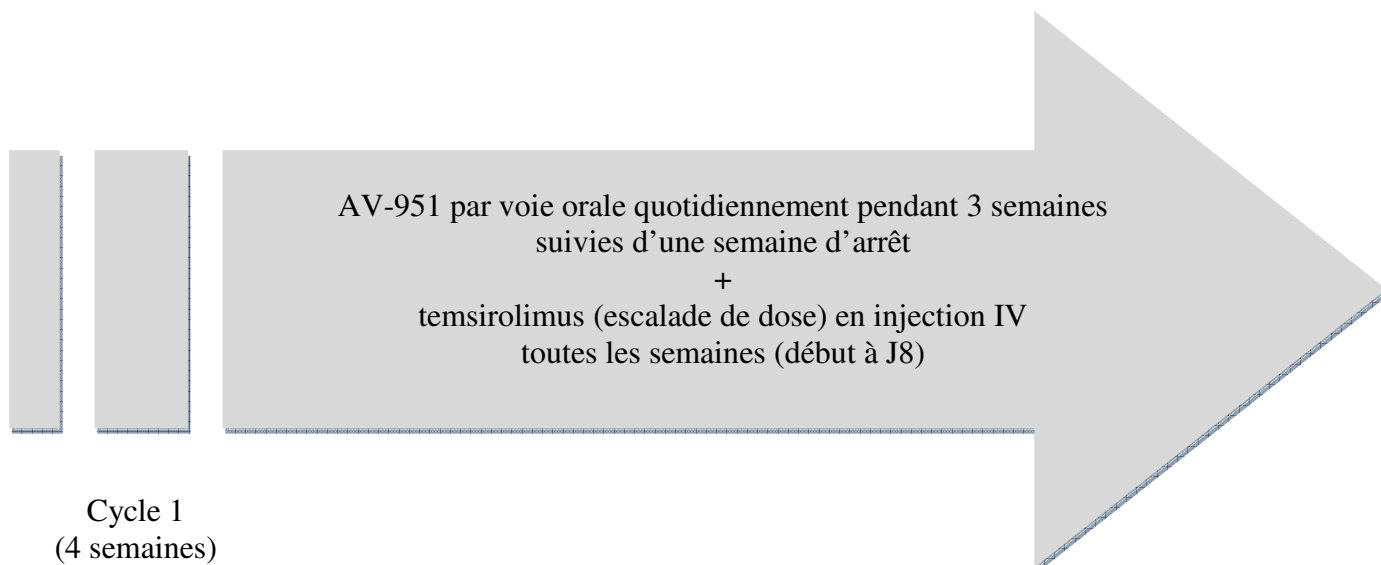 AV-951 par voie orale quotidiennement pendant 3 semaines
suivies d’une semaine d’arrêt
+
temsirolimus (escalade de dose) en injection IV
toutes les semaines (début à J8)
Cycle 1
(4 semaines)